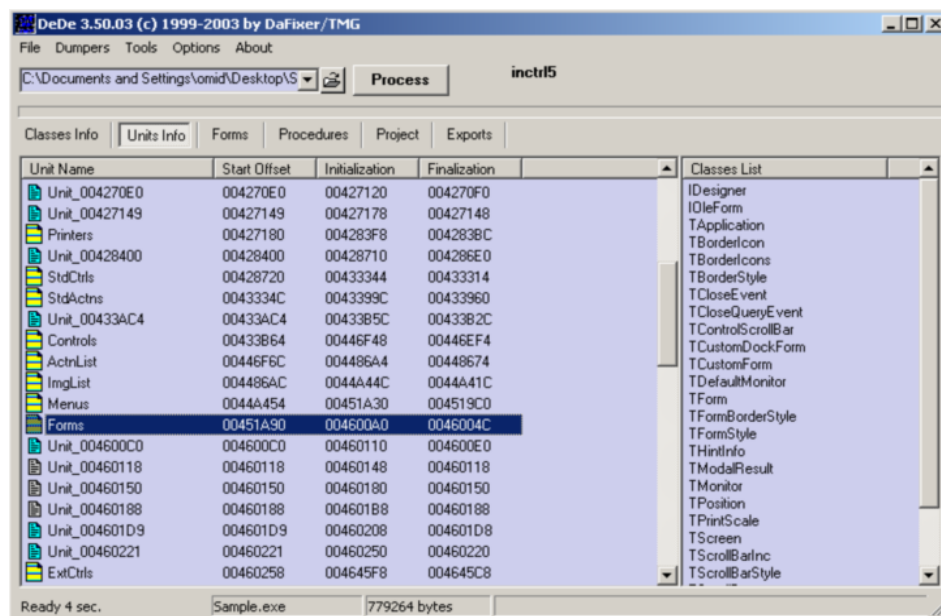 DeDe 3.50.03 (c) 1999-2003 by DaFixer/TMG
File Dumpers Tools Options About
C:\Documents and Settings\omid\Desktop\S Process inctrl5
Classes Info Units Info Forms Procedures Project Exports
Unit Name Start Offset Initialization Finalization
Unit_004270E0 004270E0 00427120 004270F0
Unit_00427149 00427149 00427178 00427148
Printers 00427180 004283F8 004283BC
Unit_00428400 00428400 00428710 004286E0
StdCtrls 00428720 00433344 00433314
StdActns 0043334C 0043399C 00433960
Unit_00433AC4 00433AC4 00433B5C 00433B2C
Controls 00433B64 00446F48 00446EF4
ActnList 00446F6C 004486A4 00448674
ImgList 004486AC 0044A44C 0044A41C
Menus 0044A454 00451A30 004519C0
Forms 00451A90 004600A0 0046004C
Unit_004600C0 004600C0 00460110 004600E0
Unit_00460118 00460118 00460148 00460118
Unit_00460150 00460150 00460180 00460150
Unit_00460188 00460188 004601B8 00460188
Unit_004601D9 004601D9 00460208 004601D8
Unit_00460221 00460221 00460250 00460220
ExtCtrls 00460258 004645F8 004645C8
Classes List
IDesigner
IOleForm
TApplication
TBorderIcon
TBorderIcons
TBorderStyle
TCloseEvent
TCloseQueryEvent
TControlScrollBar
TCustomDockForm
TCustomForm
TDefaultMonitor
TForm
TFormBorderStyle
TFormStyle
THintInfo
TModalResult
TMonitor
TPosition
TPrintScale
TScreen
TScrollBarInc
TScrollBarStyle
Ready 4 sec. Sample.exe 779264 bytes